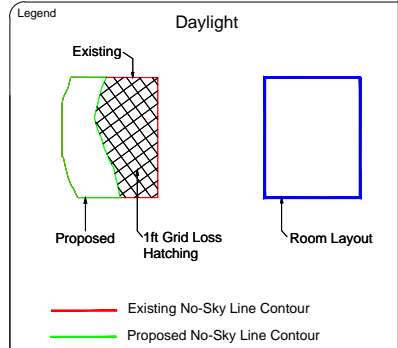 Legend
Daylight
Existing
Proposed
1ft Grid Loss
Hatching
Room Layout
Existing No-Sky Line Contour
Proposed No-Sky Line Contour